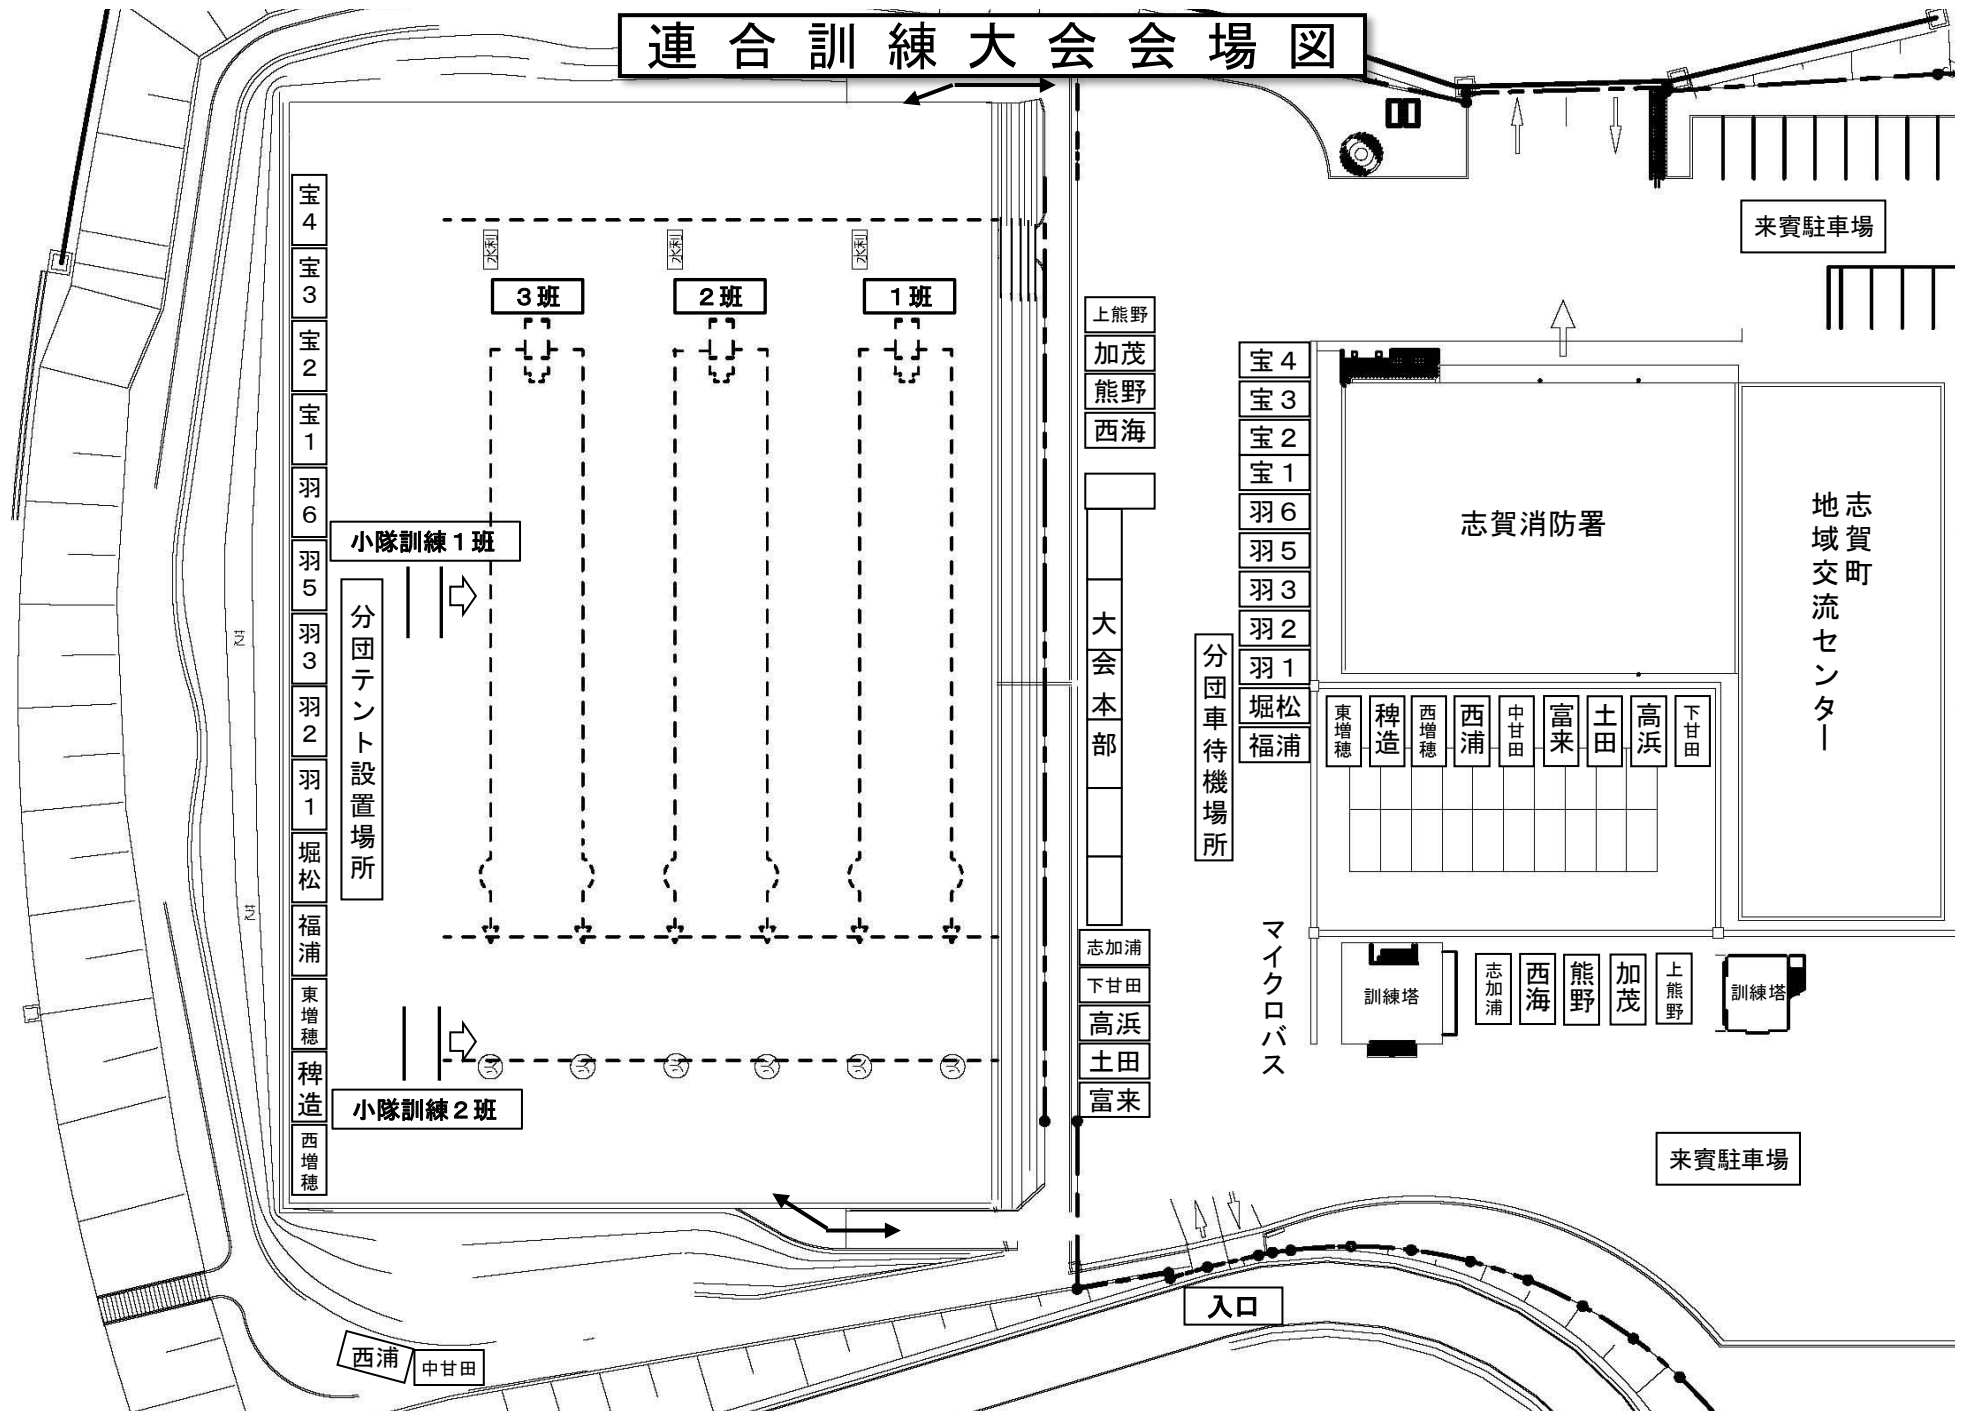 連合訓練大会会場図
宝4
宝3
宝2
宝1
羽6
羽5
羽3
羽2
羽1
堀松
福浦
東増穂
稗造
西増穂
水利
水利
水利
3班
2班
1班
小隊訓練1班
分団テント設置場所
小隊訓練2班
芝
芝
上熊野
加茂
熊野
西海
大会本部
志加浦
下甘田
高浜
土田
富来
分団車待機場所
宝4
宝3
宝2
宝1
羽6
羽5
羽3
羽2
羽1
堀松
福浦
来賓駐車場
志賀消防署
志賀町
地域交流センター
東増穂
稗造
西増穂
西浦
中甘田
富来
土田
高浜
下甘田
マイクロバス
訓練塔
志加浦
西海
熊野
加茂
上熊野
訓練塔
来賓駐車場
入口
西浦
中甘田